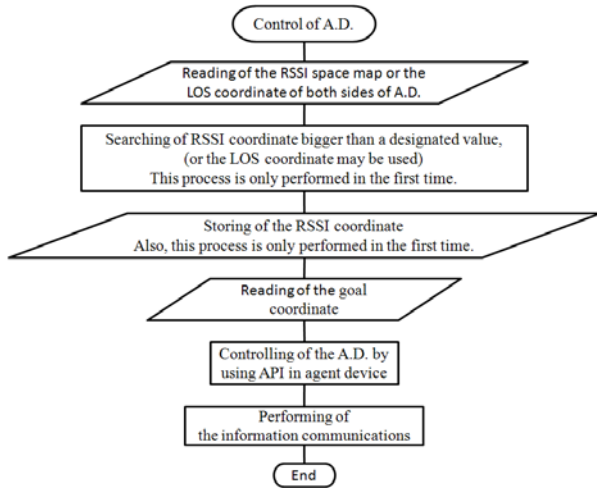 Control of A.D.
Reading of the RSSI space map or the
LOS coordinate of both sides of A.D.
Searching of RSSI coordinate bigger than a designated value,
(or the LOS coordinate may be used)
This process is only performed in the first time.
Storing of the RSSI coordinate
Also, this process is only performed in the first time.
Reading of the goal
coordinate
Controlling of the A.D. by
using API in agent device
Performing of
the information communications
End